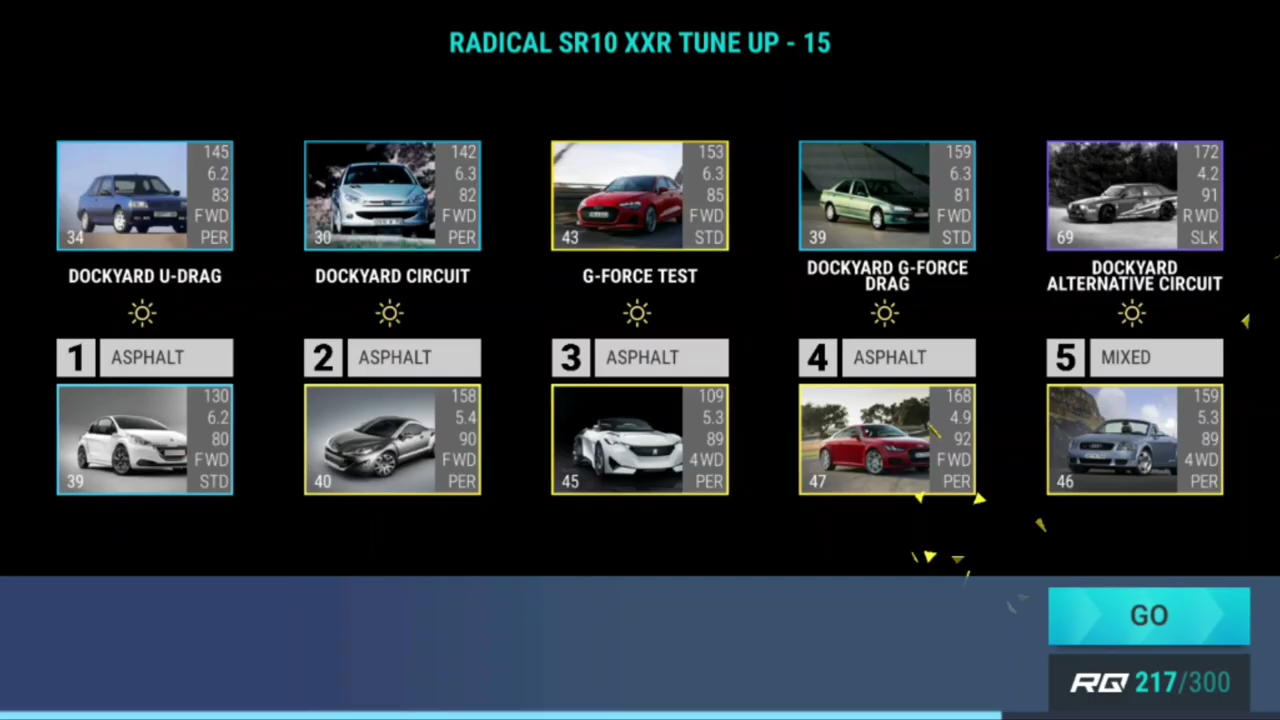 RADICAL SR10 XXR TUNE UP - 15
145
6.2
83
FWD
34 PER
142
6.3
82
FWD
30 PER
153
6.3
85
FWD
43 STD
159
6.3
81
FWD
39 STD
172
4.2
91
RWD
69 SLK
DOCKYARD U-DRAG
DOCKYARD CIRCUIT
G-FORCE TEST
DOCKYARD G-FORCE
DRAG
DOCKYARD
ALTERNATIVE CIRCUIT
1 ASPHALT
2 ASPHALT
3 ASPHALT
4 ASPHALT
5 MIXED
130
6.2
80
FWD
39 STD
158
5.4
90
FWD
40 PER
109
5.3
89
4WD
45 PER
168
4.9
92
FWD
47 PER
159
5.3
89
4WD
46 PER
GO
RQ 217/300